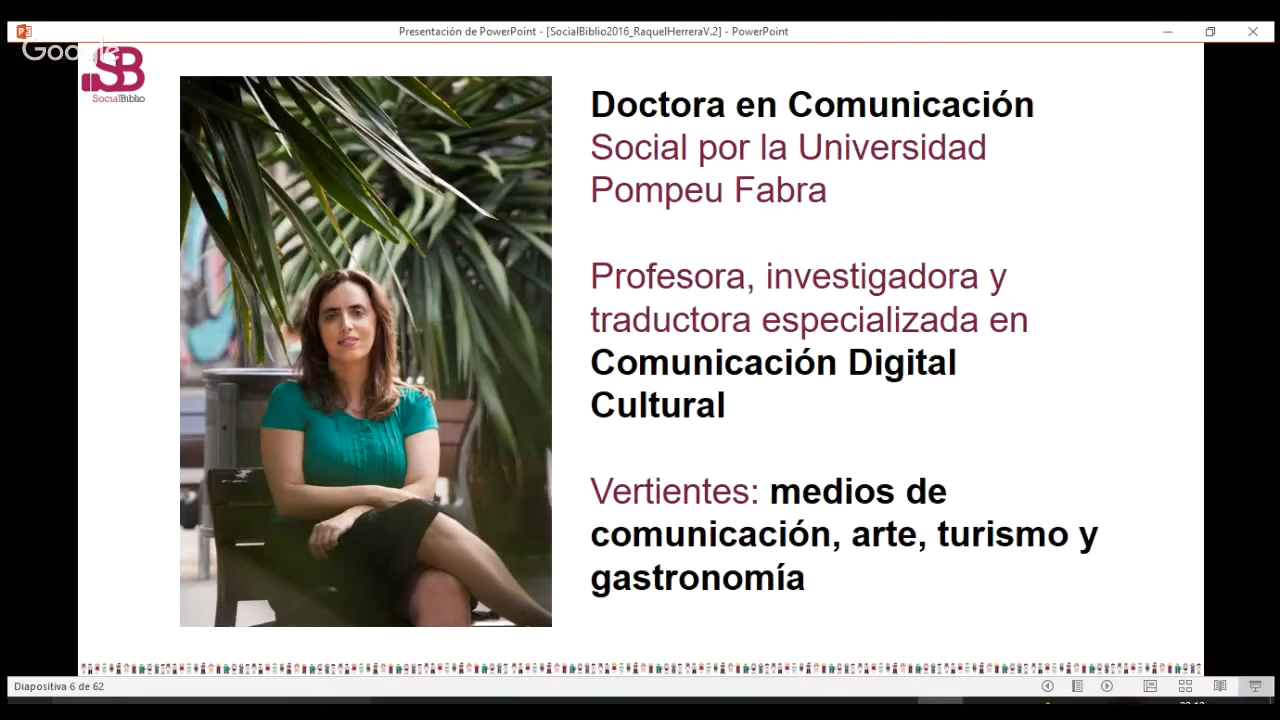 Presentación de PowerPoint - [SocialBiblio2016_RaquelHerreraV.2] - PowerPoint
Google
SB
SocialBiblio
Doctora en Comunicación
Social por la Universidad
Pompeu Fabra
Profesora, investigadora y
traductora especializada en
Comunicación Digital
Cultural
Vertientes: medios de
comunicación, arte, turismo y
gastronomía
Diapositiva 6 de 62